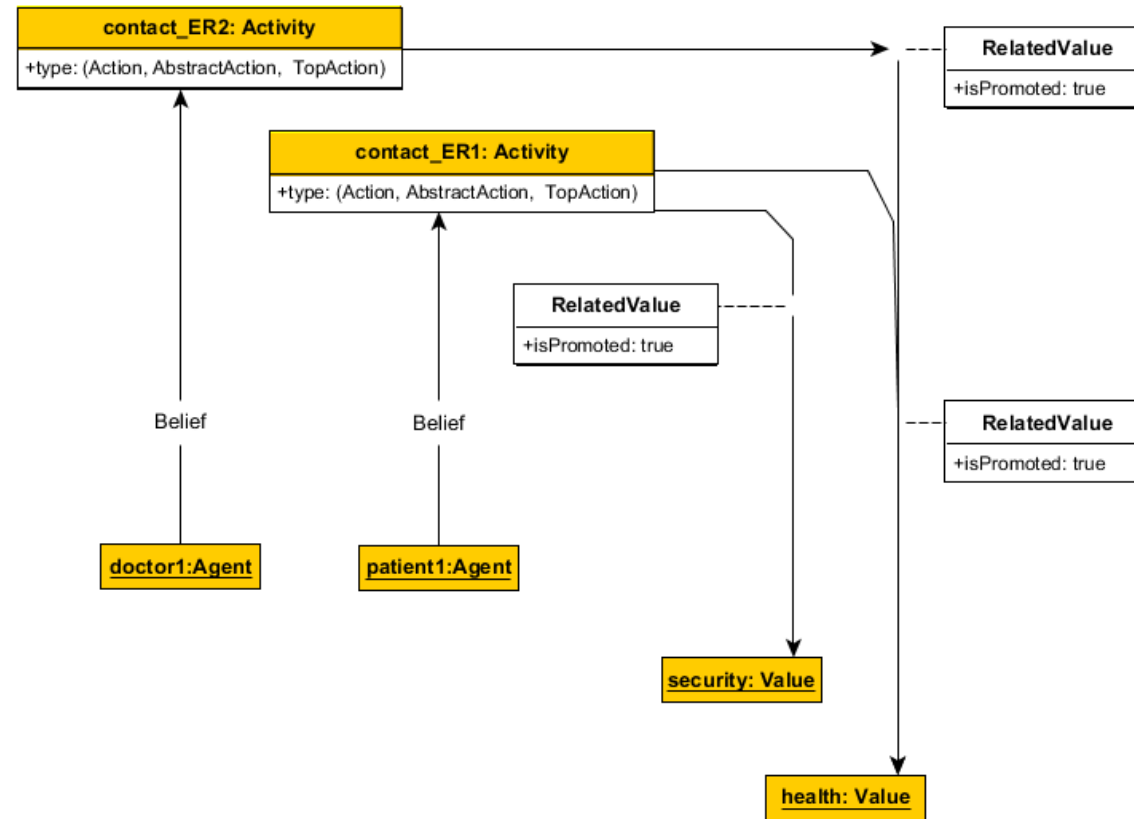 contact_ER2: Activity
+type: (Action, AbstractAction, TopAction)
RelatedValue
+isPromoted: true
contact_ER1: Activity
+type: (Action, AbstractAction, TopAction)
RelatedValue
+isPromoted: true
Belief
Belief
RelatedValue
+isPromoted: true
doctor1:Agent
patient1:Agent
security: Value
health: Value